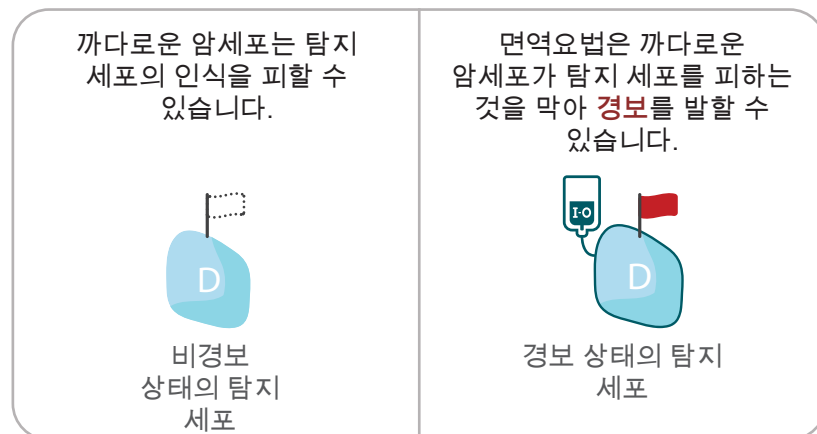 까다로운 암세포는 탐지
세포의 인식을 피할 수
있습니다.
D
비경보
상태의 탐지
세포
면역요법은 까다로운
암세포가 탐지 세포를 피하는
것을 막아 경보를 발할 수
있습니다.
I-O
D
경보 상태의 탐지
세포